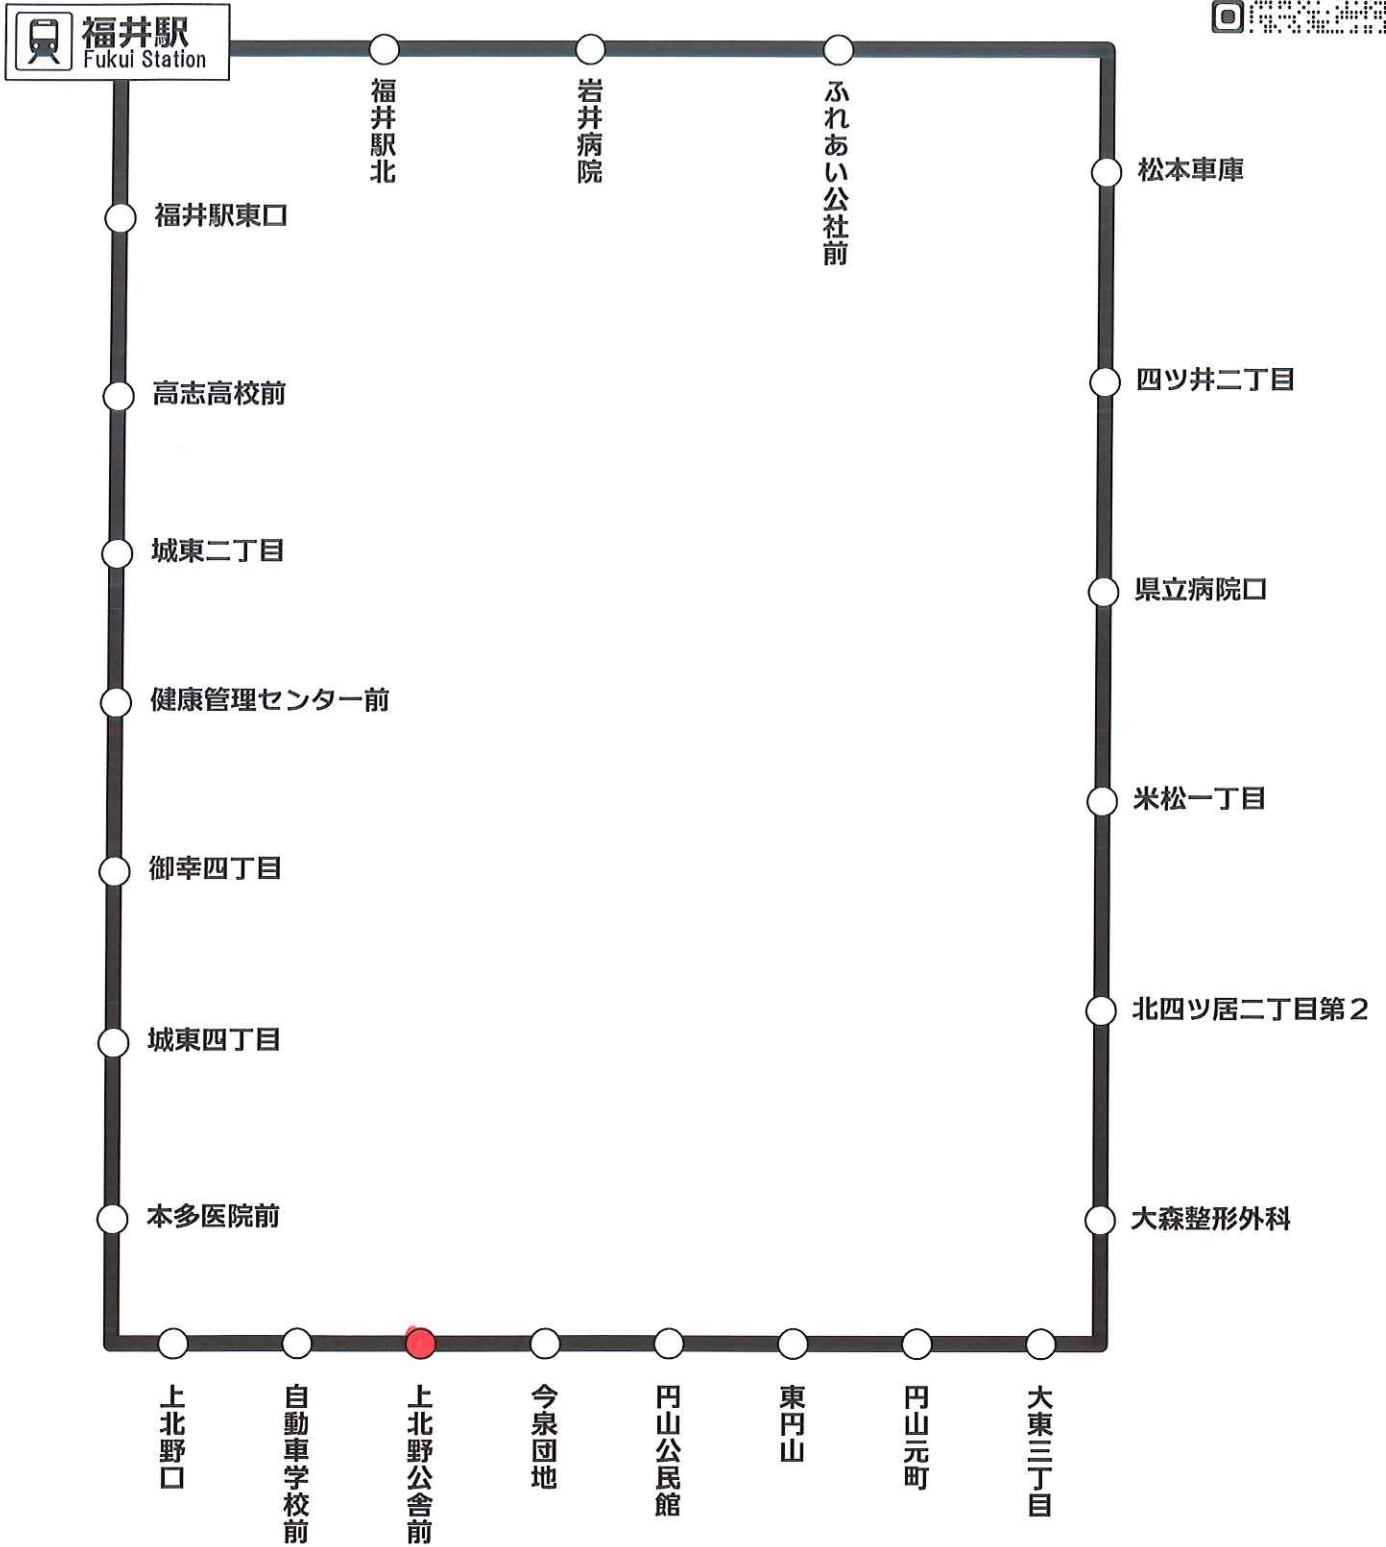 福井駅
Fukui Station
福井駅北
岩井病院
ふれあい公社前
松本車庫
四ツ井二丁目
県立病院口
米松一丁目
北四ツ居二丁目第2
大森整形外科
福井駅東口
高志高校前
城東二丁目
健康管理センター前
御幸四丁目
城東四丁目
本多医院前
上北野口
自動車学校前
上北野公舎前
今泉団地
円山公民館
東円山
円山元町
大東三丁目